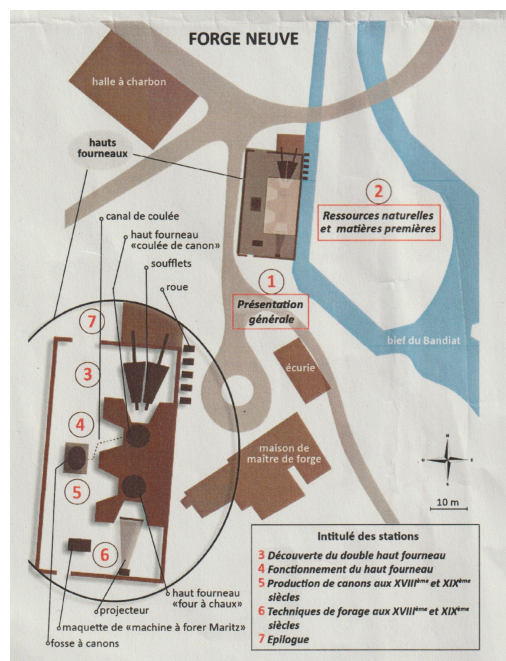 FORGE NEUVE
halle à charbon
hauts
fourneaux
2
Ressources naturelles
et matières premières
canal de coulée
haut fourneau
«coulée de canon»
soufflets
roue
1
Présentation
générale
7
3
bief du Bandiat
écurie
4
maison de
maître de forge
5
10 m
6
haut fourneau
«four à chaux»
projecteur
maquette de «machine à forer Maritz»
fosse à canons
Intitulé des stations
3 Découverte du double haut fourneau
4 Fonctionnement du haut fourneau
5 Production de canons aux XVIIIème et XIXème
siècles
6 Techniques de forage aux XVIIIème et XIXème
siècles
7 Epilogue